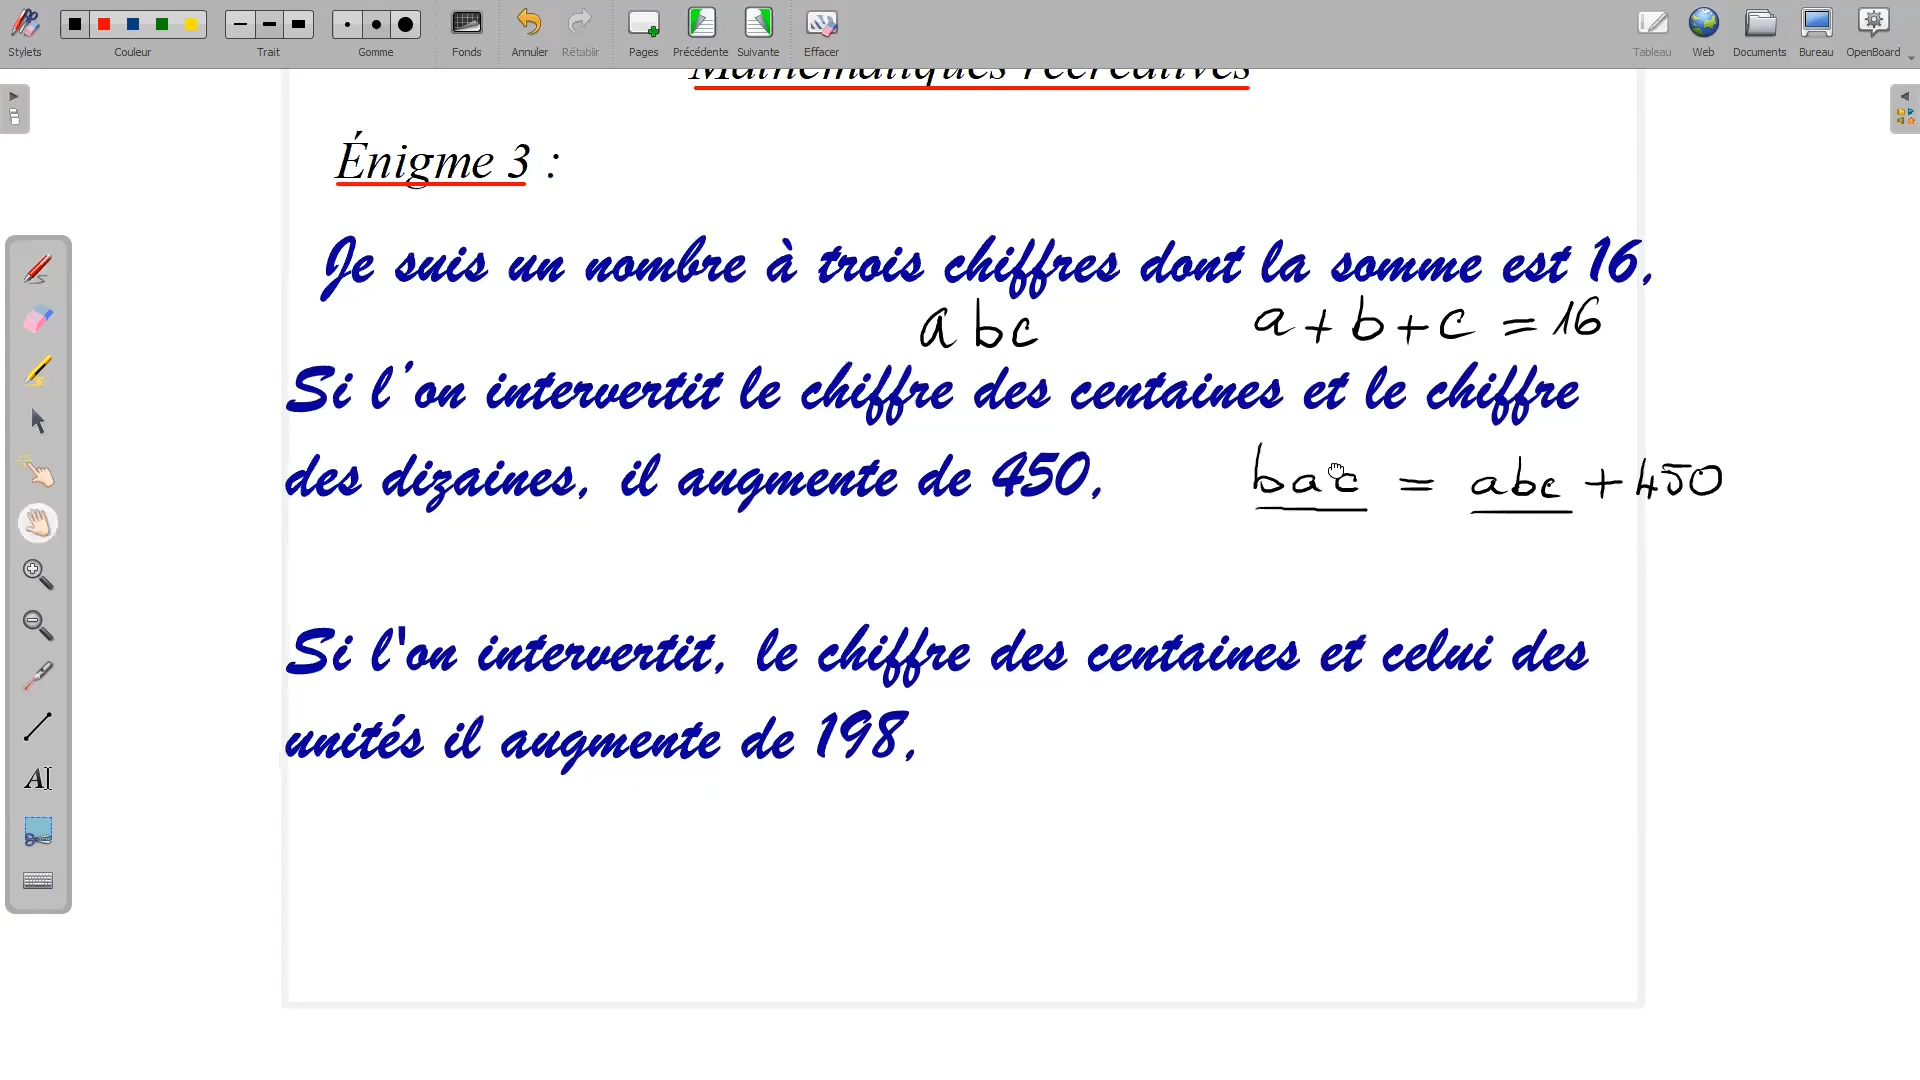 Stylets Couleur Trait Gomme Fonds Annuler Rétablir Pages Précédente Suivante Effacer Tableau Web Documents Bureau OpenBoard
Mathématiques récréatives
Énigme 3 :
Je suis un nombre à trois chiffres dont la somme est 16,
abc a+b+c = 16
Si l’on intervertit le chiffre des centaines et le chiffre
des dizaines, il augmente de 450,
bac = abc + 450
Si l'on intervertit, le chiffre des centaines et celui des
unités il augmente de 198,